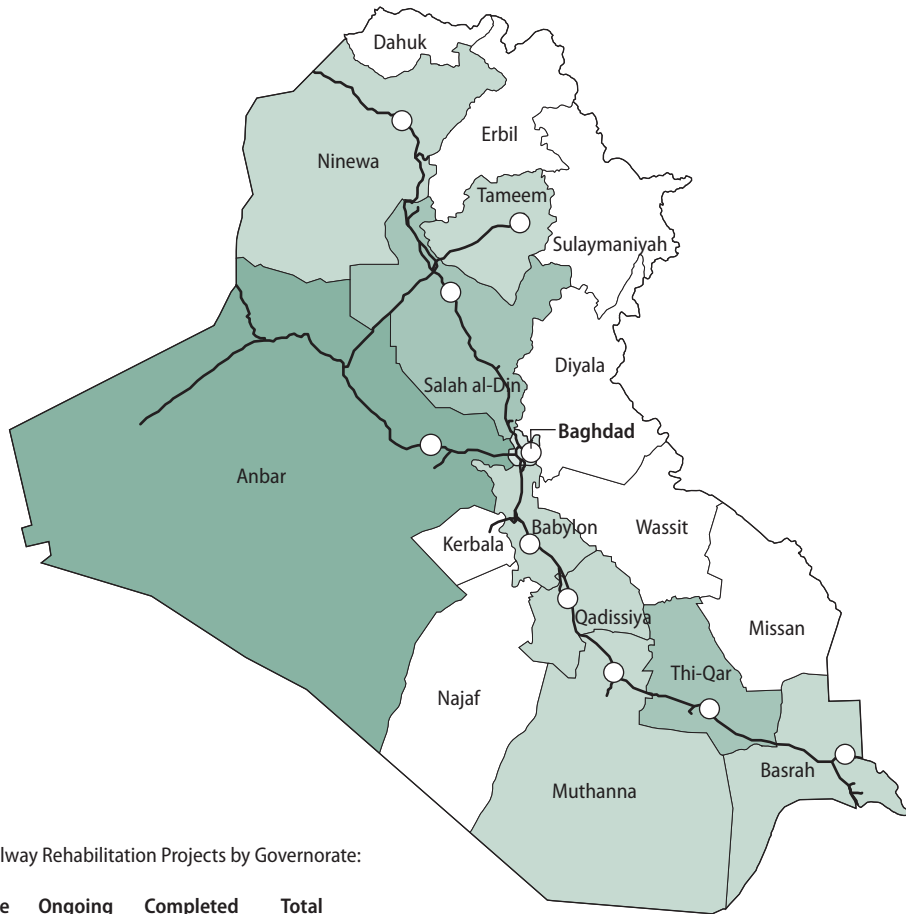 Dahuk
Erbil
Ninewa
Tameem
Sulaymaniyah
Diyala
Salah al-Din
Baghdad
Anbar
Wassit
Babylon
Kerbala
Qadissiya
Missan
Thi-Qar
Najaf
Basrah
Muthanna
lway Rehabilitation Projects by Governorate:
e Ongoing Completed Total